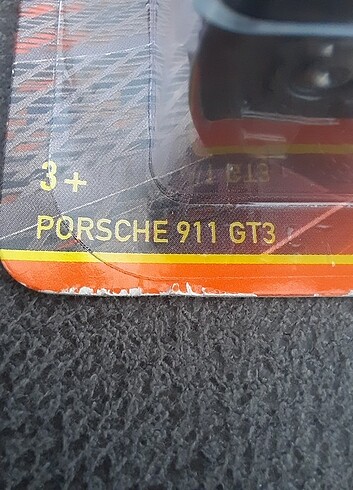 3+
PORSCHE 911 GT3